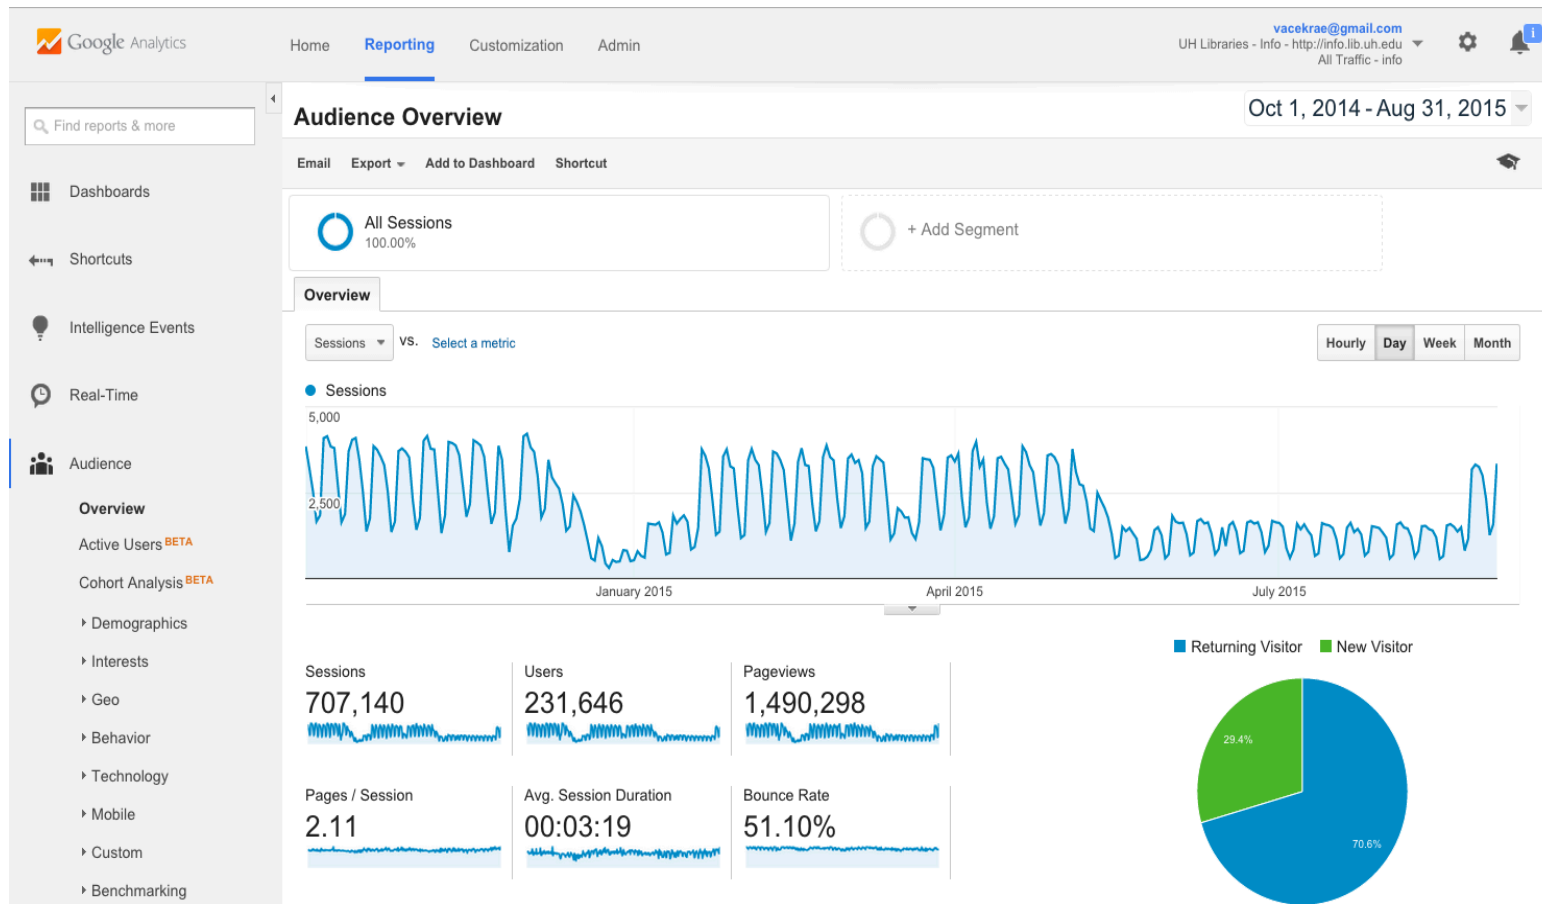 Google Analytics
Home Reporting Customization Admin
vacekrae@gmail.com
UH Libraries - Info - http://info.lib.uh.edu
All Traffic - info
i
Find reports & more
Dashboards
Shortcuts
Intelligence Events
Real-Time
Audience
Overview
Active Users BETA
Cohort Analysis BETA
Demographics
Interests
Geo
Behavior
Technology
Mobile
Custom
Benchmarking
Audience Overview
Oct 1, 2014 - Aug 31, 2015
Email Export Add to Dashboard Shortcut
All Sessions
100.00%
+ Add Segment
Overview
Sessions VS. Select a metric
Hourly Day Week Month
Sessions
5,000
2,500
January 2015 April 2015 July 2015
Sessions
707,140
Users
231,646
Pageviews
1,490,298
Pages / Session
2.11
Avg. Session Duration
00:03:19
Bounce Rate
51.10%
Returning Visitor New Visitor
29.4%
70.6%